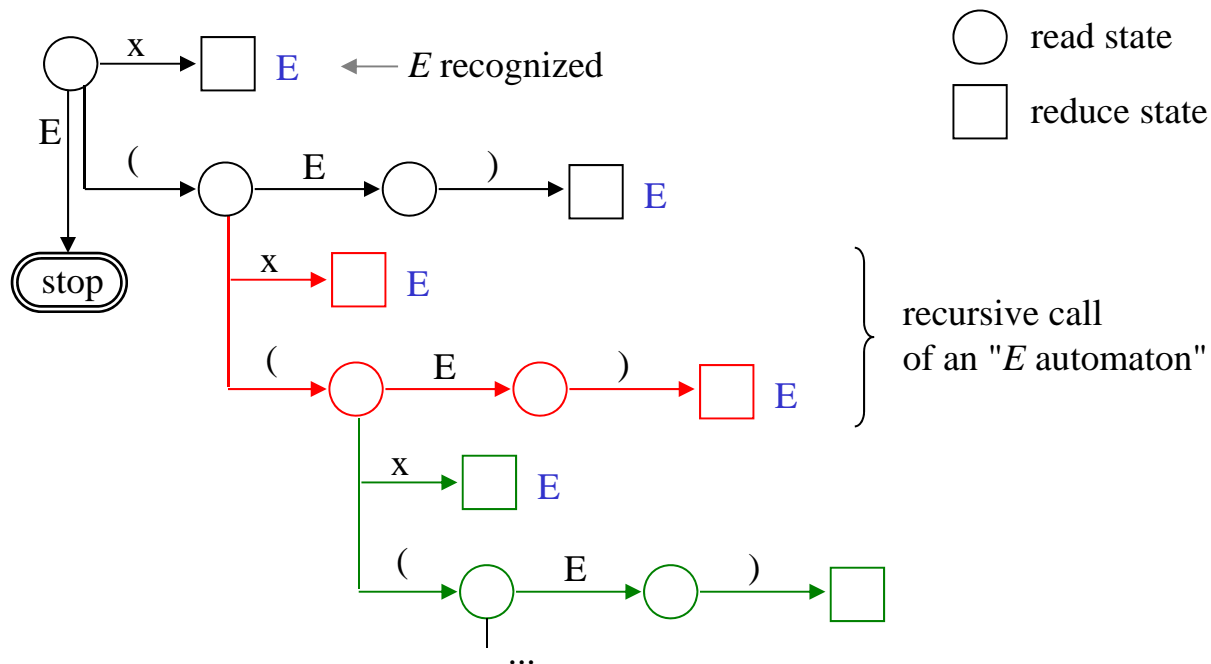 x
E
E recognized
read state
reduce state
E
(
E
)
E
stop
x
E
recursive call
of an "E automaton"
(
E
)
E
x
E
(
E
)
...